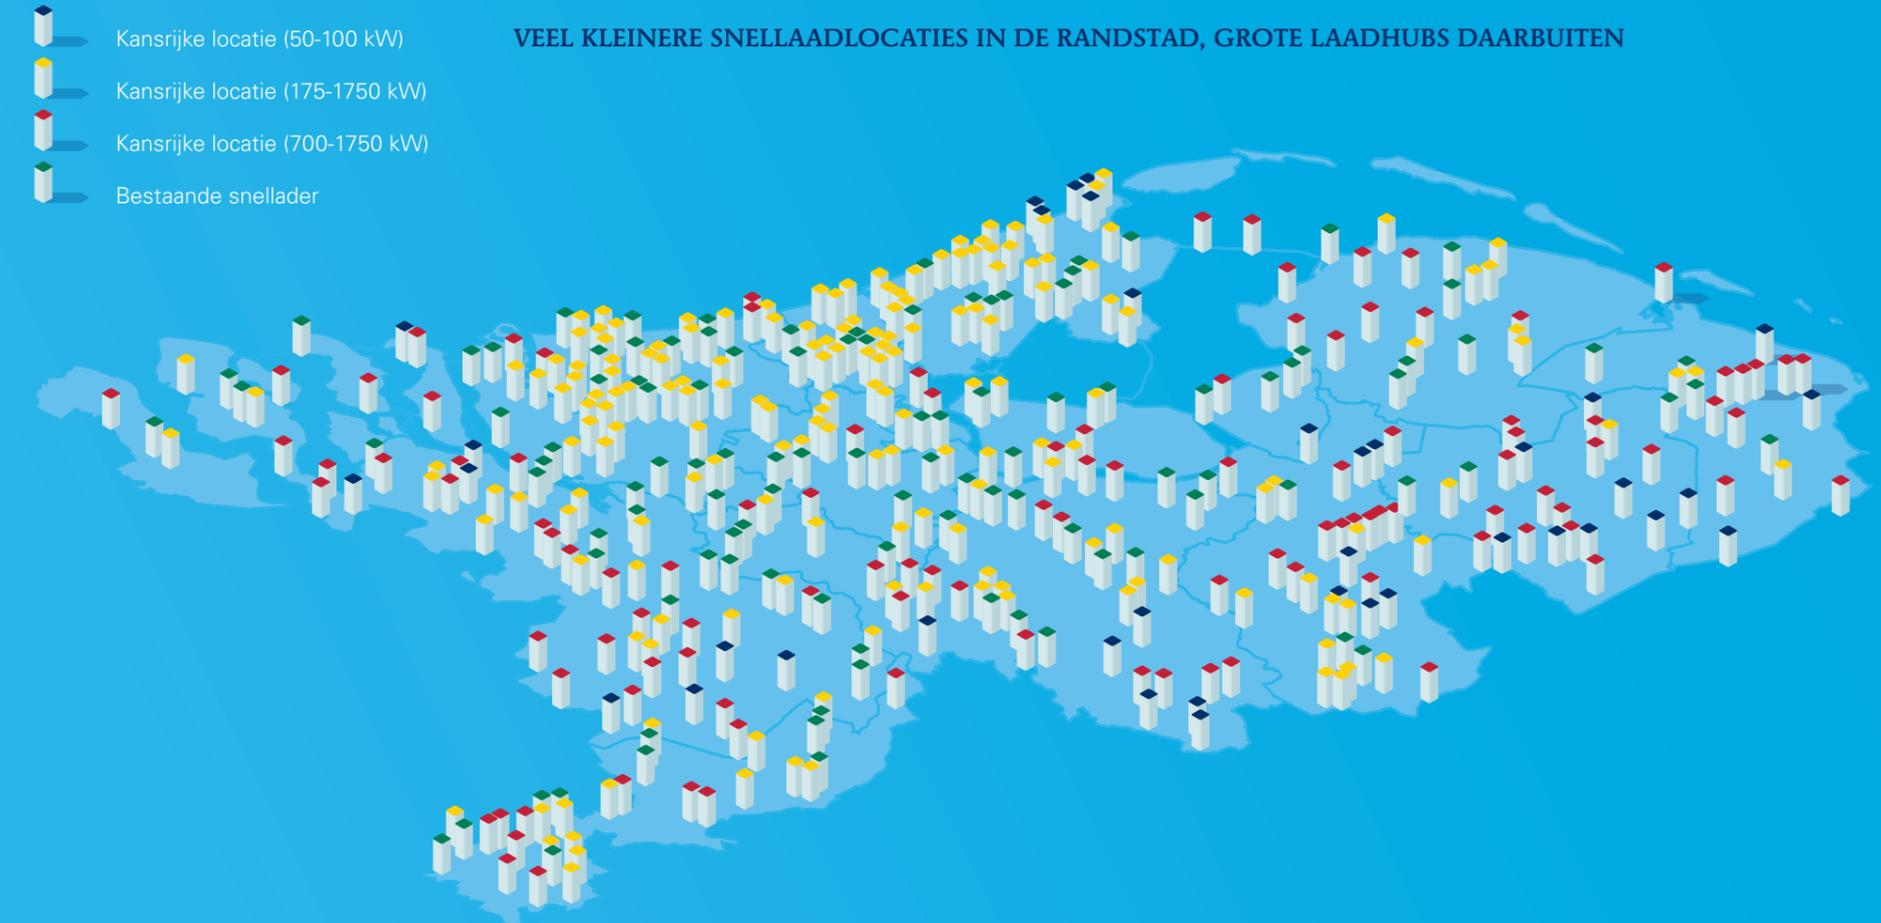 VEEL KLEINERE SNELLAADLOCATIES IN DE RANDSTAD, GROTE LAADHUBS DAARBUITEN
Kansrijke locatie (50-100 kW)
Kansrijke locatie (175-1750 kW)
Kansrijke locatie (700-1750 kW)
Bestaande snellader